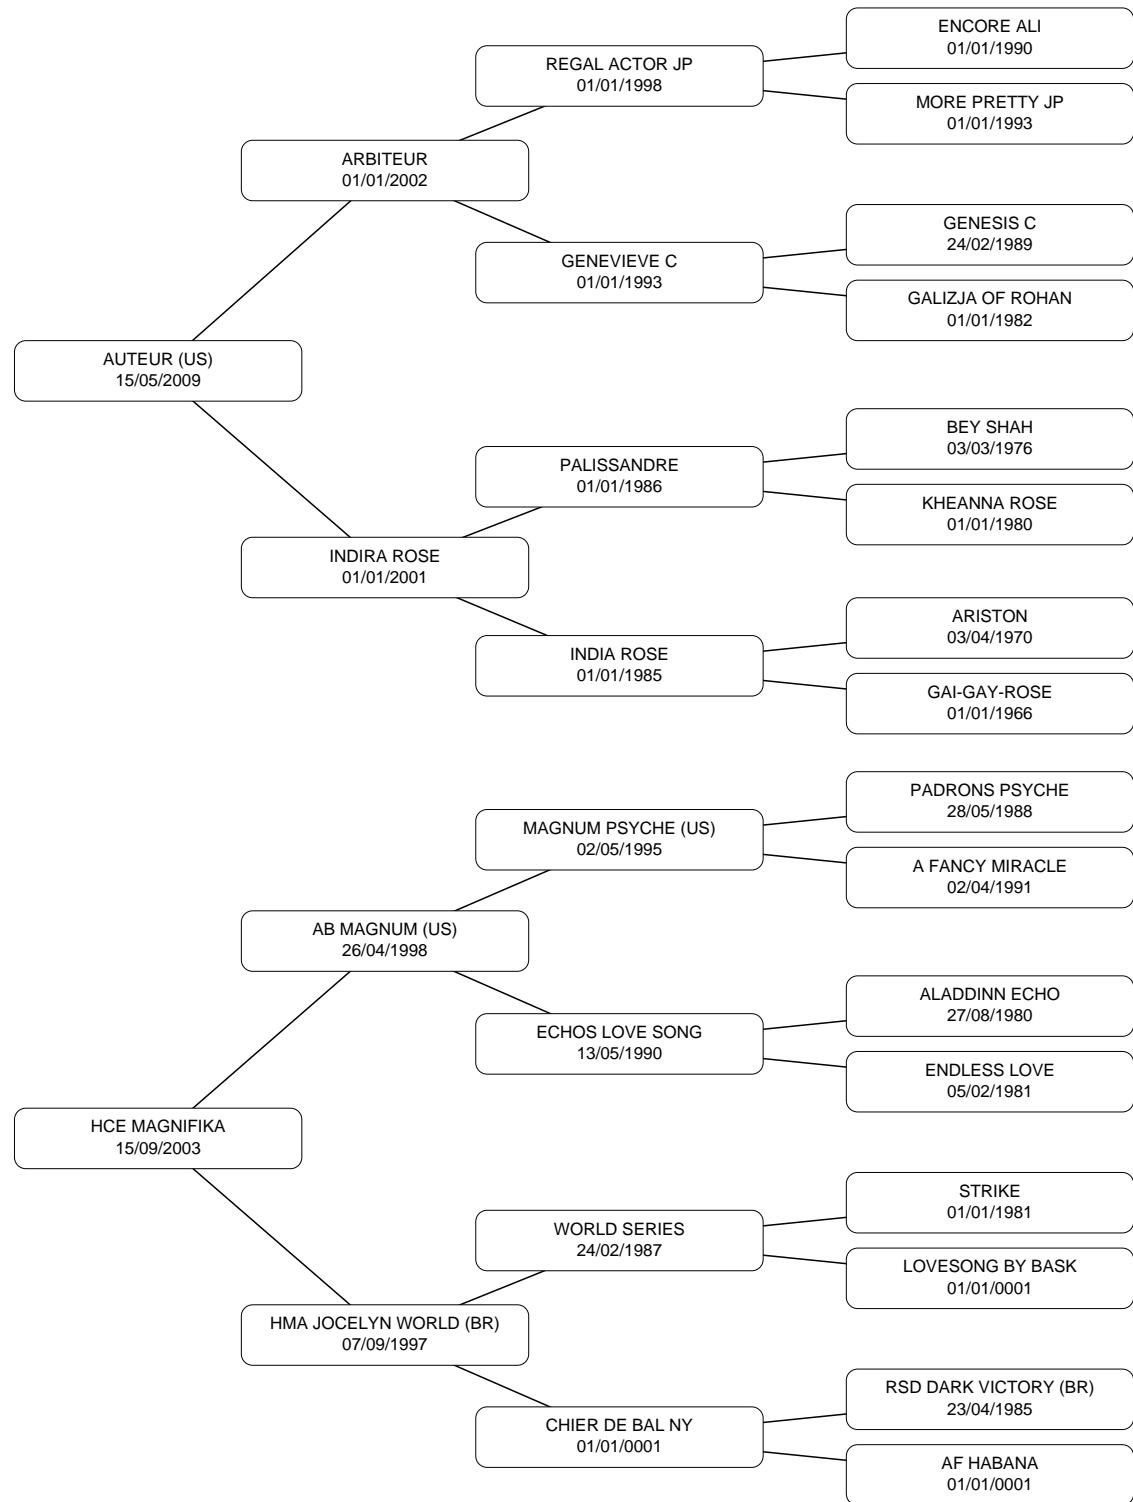 ENCORE ALI
01/01/1990
REGAL ACTOR JP
01/01/1998
MORE PRETTY JP
01/01/1993
ARBITEUR
01/01/2002
GENESIS C
24/02/1989
GENEVIEVE C
01/01/1993
GALIZJA OF ROHAN
01/01/1982
AUTEUR (US)
15/05/2009
BEY SHAH
03/03/1976
PALISSANDRE
01/01/1986
KHEANNA ROSE
01/01/1980
INDIRA ROSE
01/01/2001
ARISTON
03/04/1970
INDIA ROSE
01/01/1985
GAI-GAY-ROSE
01/01/1966
PADRONS PSYCHE
28/05/1988
MAGNUM PSYCHE (US)
02/05/1995
A FANCY MIRACLE
02/04/1991
AB MAGNUM (US)
26/04/1998
ALADDINN ECHO
27/08/1980
ECHOS LOVE SONG
13/05/1990
ENDLESS LOVE
05/02/1981
HCE MAGNIFIKA
15/09/2003
STRIKE
01/01/1981
WORLD SERIES
24/02/1987
LOVESONG BY BASK
01/01/0001
HMA JOCELYN WORLD (BR)
07/09/1997
RSD DARK VICTORY (BR)
23/04/1985
CHIER DE BAL NY
01/01/0001
AF HABANA
01/01/0001